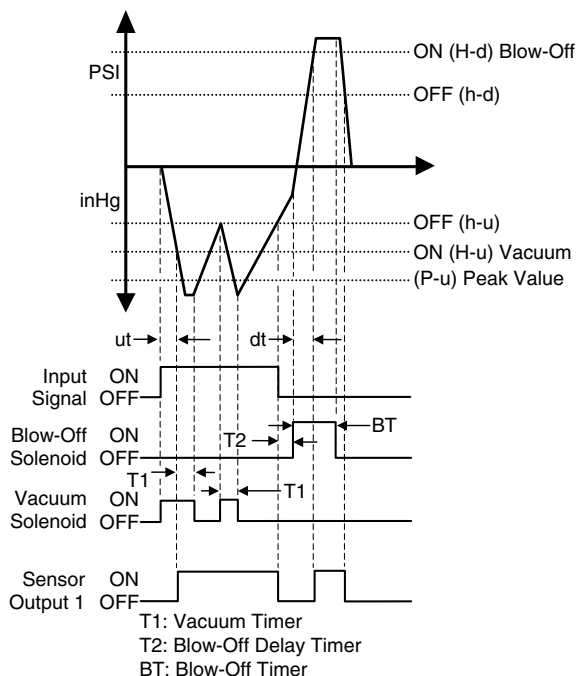 ON (H-d) Blow-Off
PSI
OFF (h-d)
inHg
OFF (h-u)
ON (H-u) Vacuum
(P-u) Peak Value
ut
dt
Input ON
Signal OFF
Blow-Off ON
Solenoid OFF
T2
BT
T1
T1
Vacuum ON
Solenoid OFF
Sensor ON
Output 1 OFF
T1: Vacuum Timer
T2: Blow-Off Delay Timer
BT: Blow-Off Timer